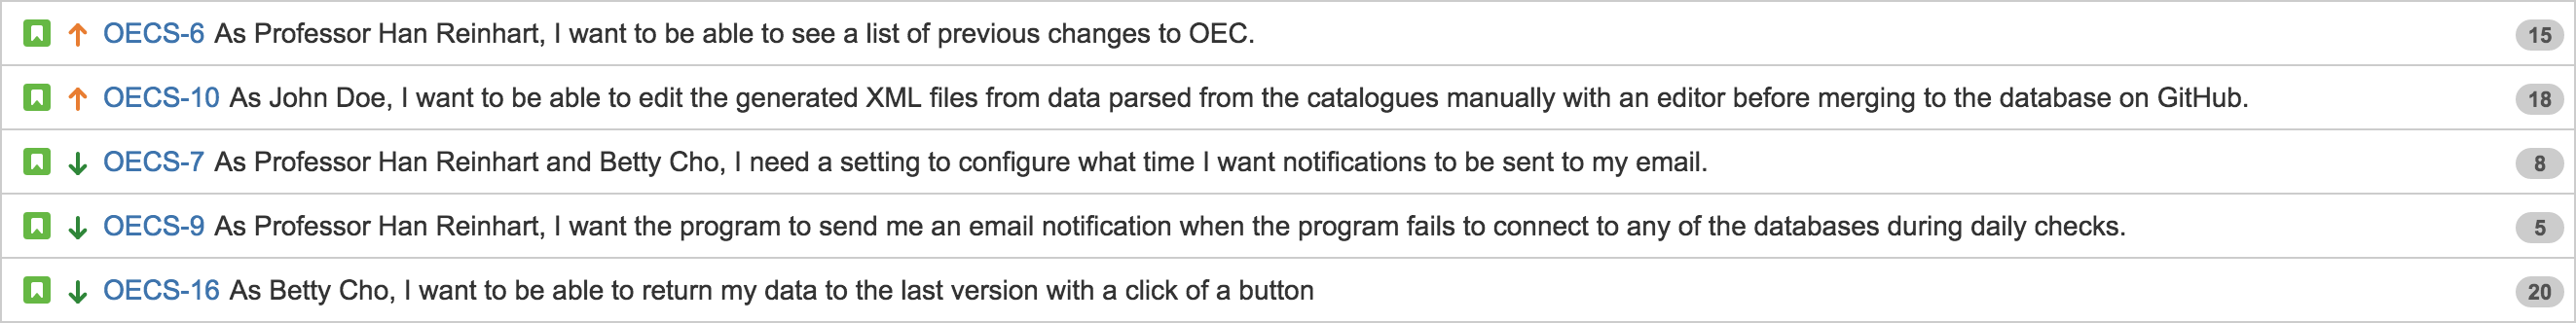 OECS-6 As Professor Han Reinhart, I want to be able to see a list of previous changes to OEC. 15
OECS-10 As John Doe, I want to be able to edit the generated XML files from data parsed from the catalogues manually with an editor before merging to the database on GitHub. 18
OECS-7 As Professor Han Reinhart and Betty Cho, I need a setting to configure what time I want notifications to be sent to my email. 8
OECS-9 As Professor Han Reinhart, I want the program to send me an email notification when the program fails to connect to any of the databases during daily checks. 5
OECS-16 As Betty Cho, I want to be able to return my data to the last version with a click of a button 20